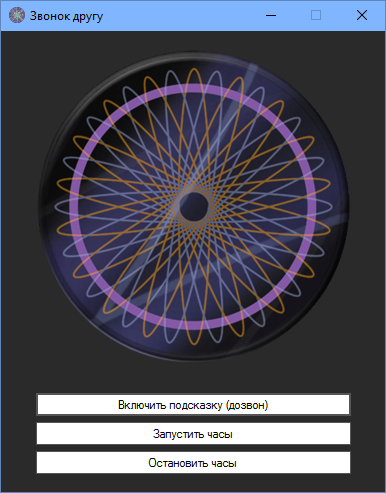 Звонок другу
Включить подсказку (дозвон)
Запустить часы
Остановить часы